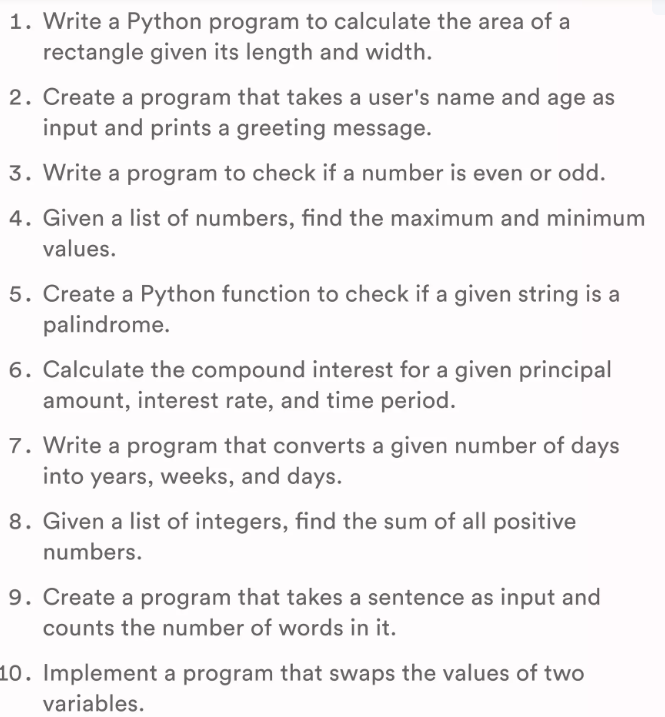 1. Write a Python program to calculate the area of a
rectangle given its length and width.
2. Create a program that takes a user's name and age as
input and prints a greeting message.
3. Write a program to check if a number is even or odd.
4. Given a list of numbers, find the maximum and minimum
values.
5. Create a Python function to check if a given string is a
palindrome.
6. Calculate the compound interest for a given principal
amount, interest rate, and time period.
7. Write a program that converts a given number of days
into years, weeks, and days.
8. Given a list of integers, find the sum of all positive
numbers.
9. Create a program that takes a sentence as input and
counts the number of words in it.
10. Implement a program that swaps the values of two
variables.